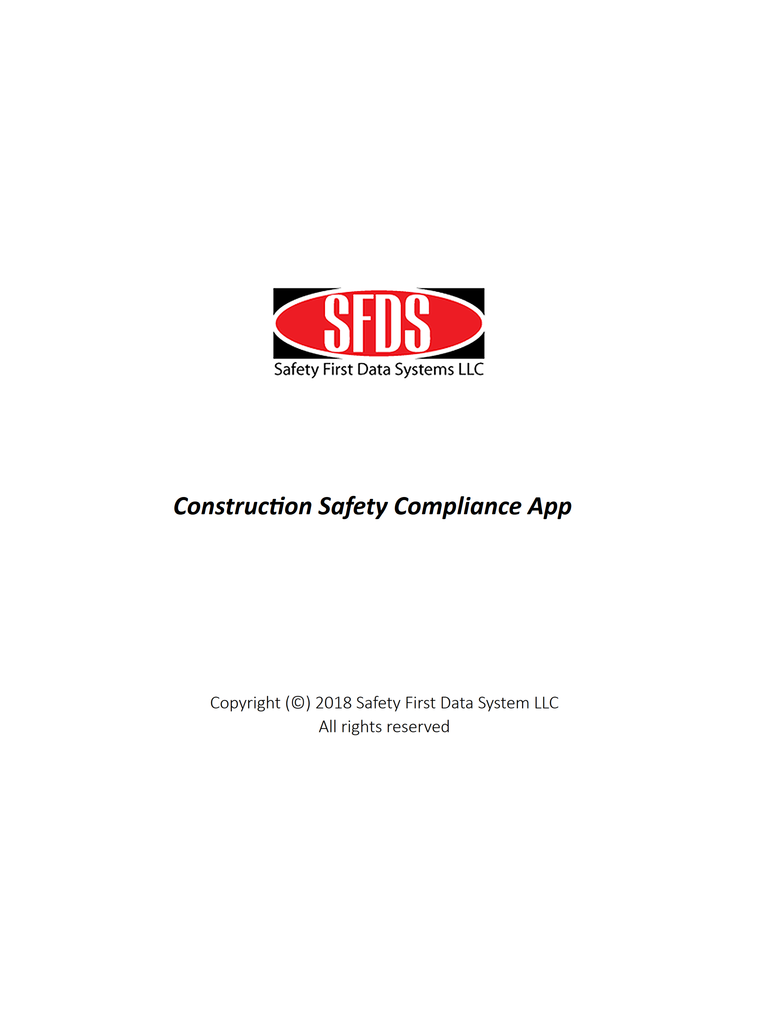 SFDS
Safety First Data Systems LLC
Construction Safety Compliance App
Copyright (©) 2018 Safety First Data System LLC
All rights reserved